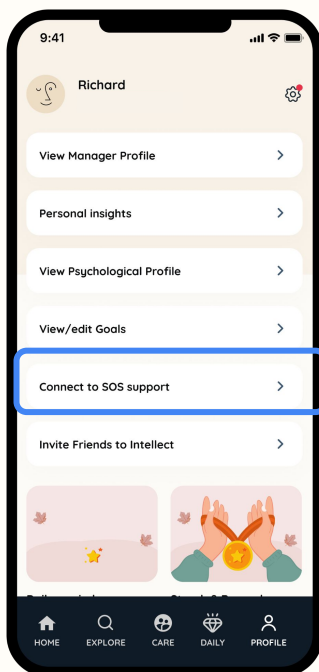 9:41
Richard
View Manager Profile
Personal insights
View Psychological Profile
View/edit Goals
Connect to SOS support
Invite Friends to Intellect
HOME EXPLORE CARE DAILY PROFILE